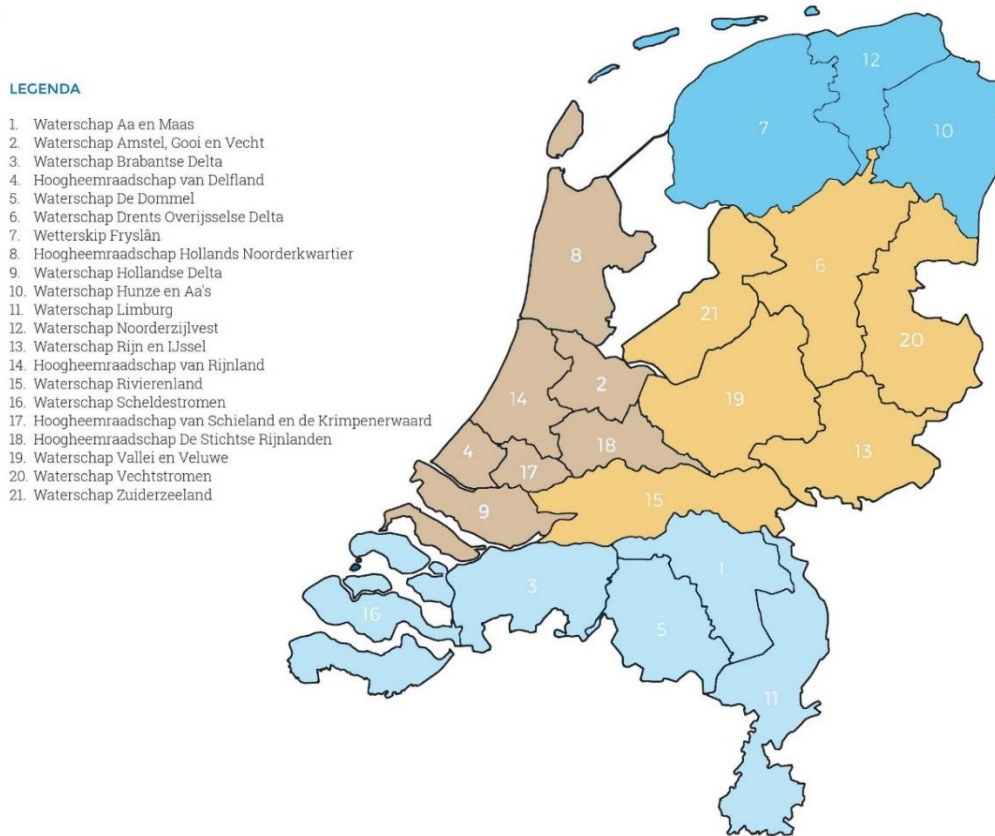 LEGENDA
1. Waterschap Aa en Maas
2. Waterschap Amstel, Gooi en Vecht
3. Waterschap Brabantse Delta
4. Hoogheemraadschap van Delfland
5. Waterschap De Dommel
6. Waterschap Drents Overijsselse Delta
7. Wetterskip Fryslân
8. Hoogheemraadschap Hollands Noorderkwartier
9. Waterschap Hollandse Delta
10. Waterschap Hunze en Aa's
11. Waterschap Limburg
12. Waterschap Noorderzijlvest
13. Waterschap Rijn en IJssel
14. Hoogheemraadschap van Rijnland
15. Waterschap Rivierenland
16. Waterschap Scheldestromen
17. Hoogheemraadschap van Schieland en de Krimpenerwaard
18. Hoogheemraadschap De Stichtse Rijnlanden
19. Waterschap Vallei en Veluwe
20. Waterschap Vechtstromen
21. Waterschap Zuiderzeeland
12
7
10
8
6
21
20
2
19
14
18
4
17
13
15
9
1
3
16
5
11